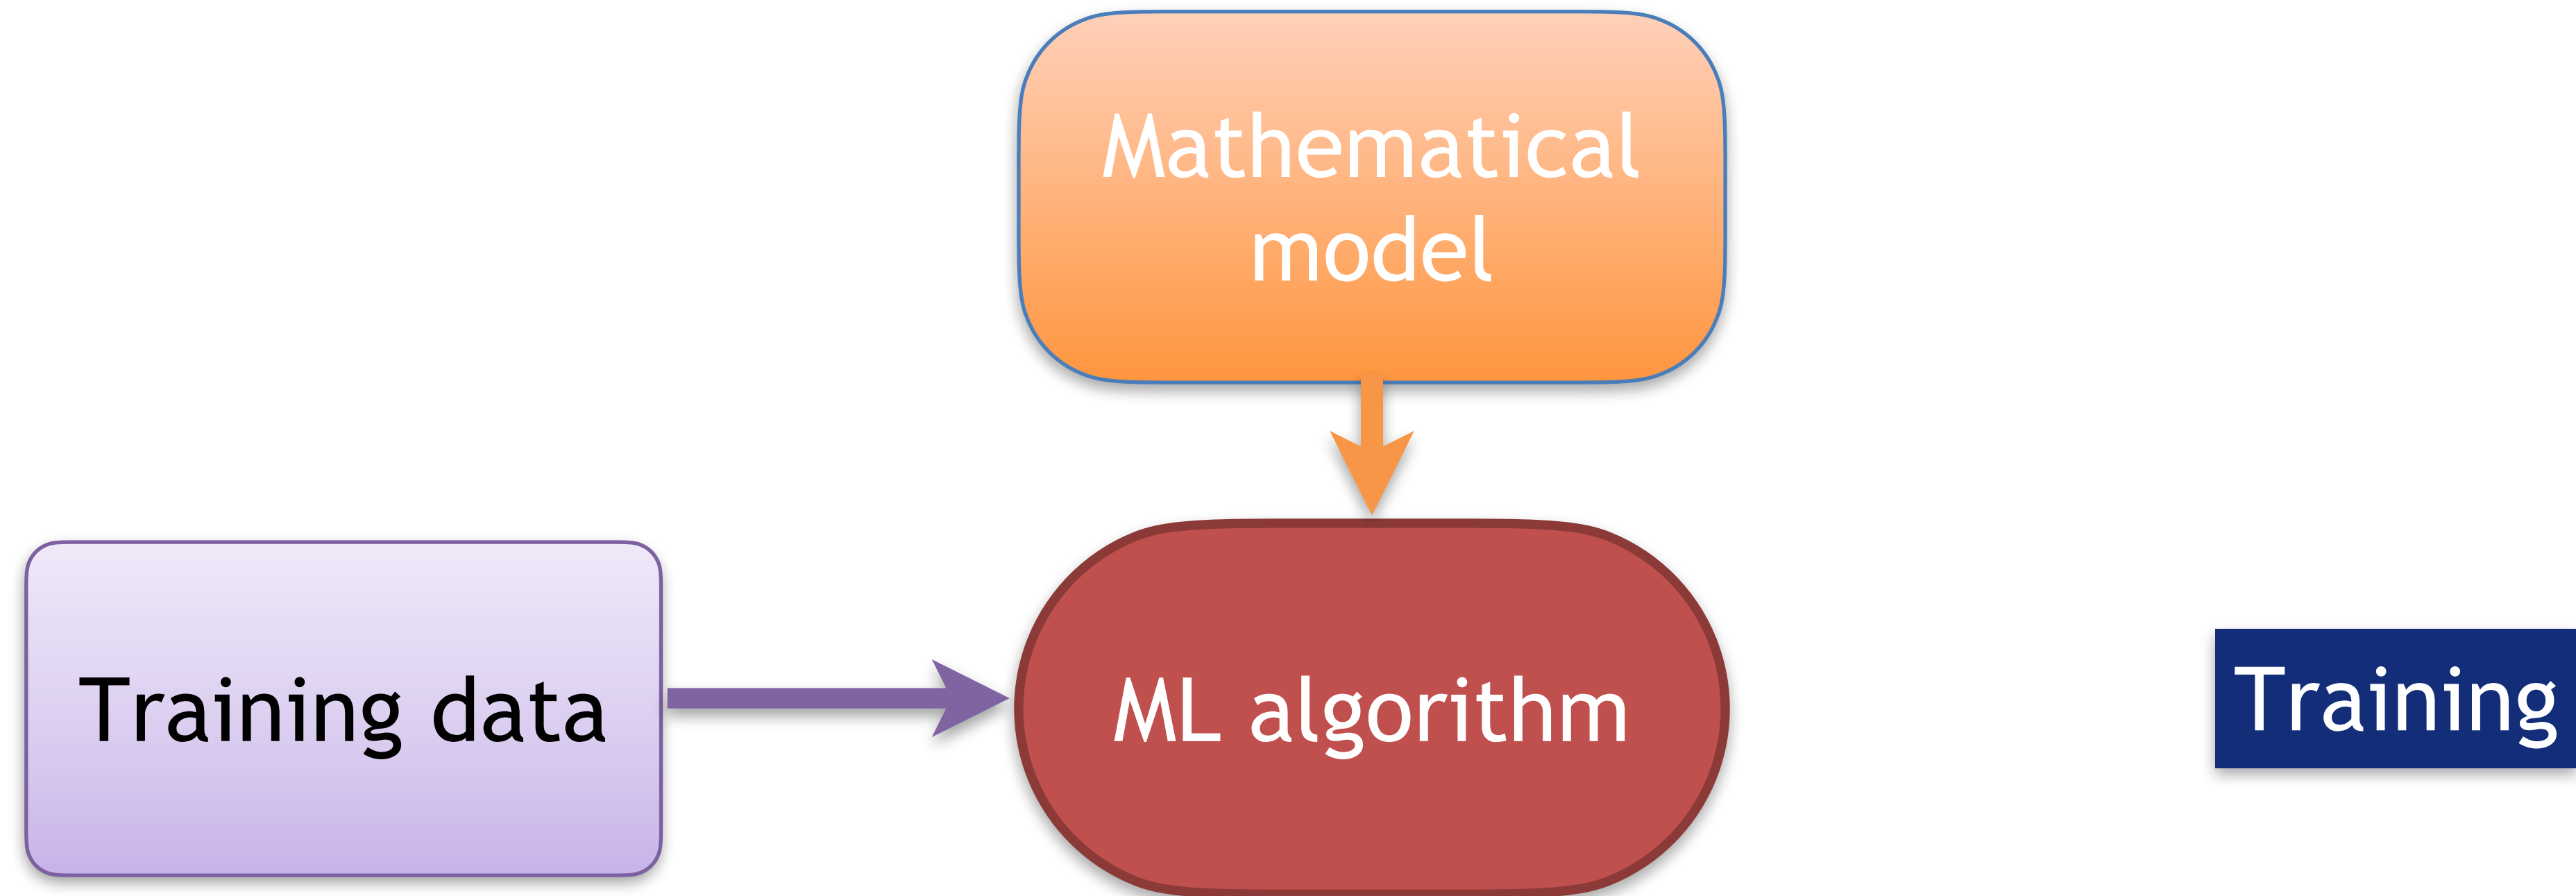 Mathematical
model
Training data
ML algorithm
Training